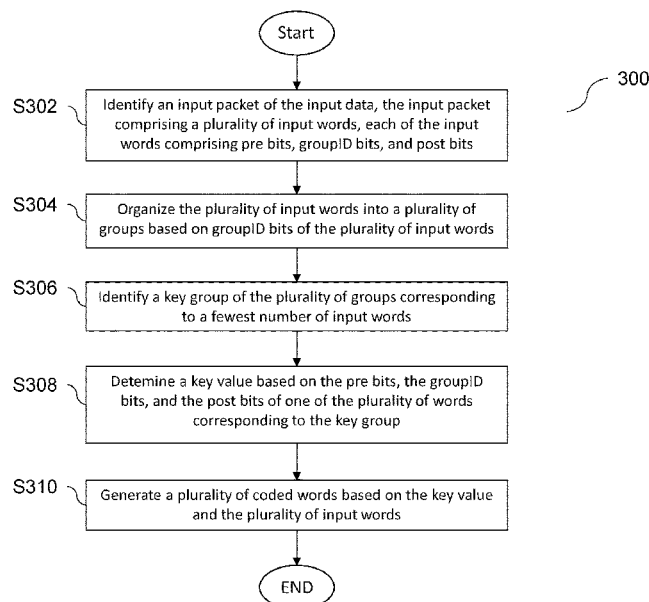 Start
300
S302
Identify an input packet of the input data, the input packet
comprising a plurality of input words, each of the input
words comprising pre bits, groupID bits, and post bits
S304
Organize the plurality of input words into a plurality of
groups based on groupID bits of the plurality of input words
S306
Identify a key group of the plurality of groups corresponding
to a fewest number of input words
S308
Detemine a key value based on the pre bits, the groupID
bits, and the post bits of one of the plurality of words
corresponding to the key group
S310
Generate a plurality of coded words based on the key value
and the plurality of input words
END